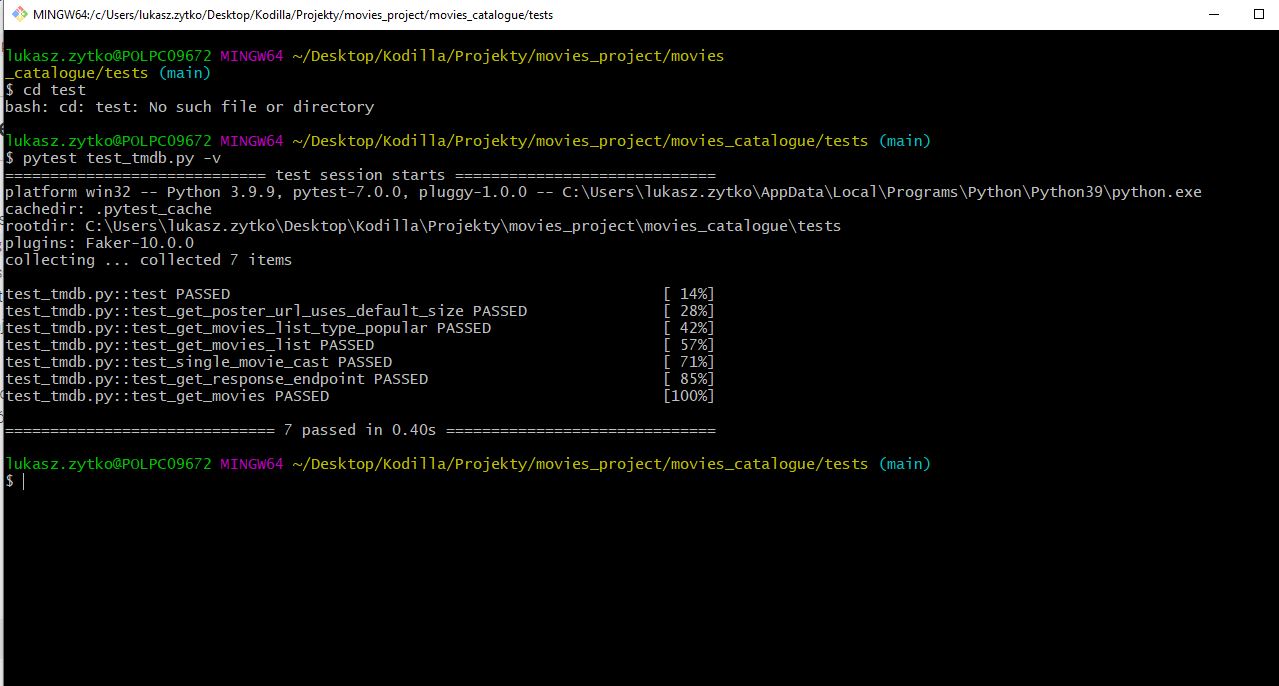 MINGW64:/c/Users/lukasz.zytko/Desktop/Kodilla/Projekty/movies_project/movies_catalogue/tests
lukasz.zytko@POLPC09672 MINGW64 ~/Desktop/Kodilla/Projekty/movies_project/movies
_catalogue/tests (main)
$ cd test
bash: cd: test: No such file or directory
lukasz.zytko@POLPC09672 MINGW64 ~/Desktop/Kodilla/Projekty/movies_project/movies_catalogue/tests (main)
$ pytest test_tmdb.py -v
============================= test session starts =============================
platform win32 -- Python 3.9.9, pytest-7.0.0, pluggy-1.0.0 -- C:\Users\lukasz.zytko\AppData\Local\Programs\Python\Python39\python.exe
cachedir: .pytest_cache
rootdir: C:\Users\lukasz.zytko\Desktop\Kodilla\Projekty\movies_project\movies_catalogue\tests
plugins: Faker-10.0.0
collecting ... collected 7 items
test_tmdb.py::test PASSED [ 14%]
test_tmdb.py::test_get_poster_url_uses_default_size PASSED [ 28%]
test_tmdb.py::test_get_movies_list_type_popular PASSED [ 42%]
test_tmdb.py::test_get_movies_list PASSED [ 57%]
test_tmdb.py::test_single_movie_cast PASSED [ 71%]
test_tmdb.py::test_get_response_endpoint PASSED [ 85%]
test_tmdb.py::test_get_movies PASSED [100%]
============================== 7 passed in 0.40s ==============================
lukasz.zytko@POLPC09672 MINGW64 ~/Desktop/Kodilla/Projekty/movies_project/movies_catalogue/tests (main)
$